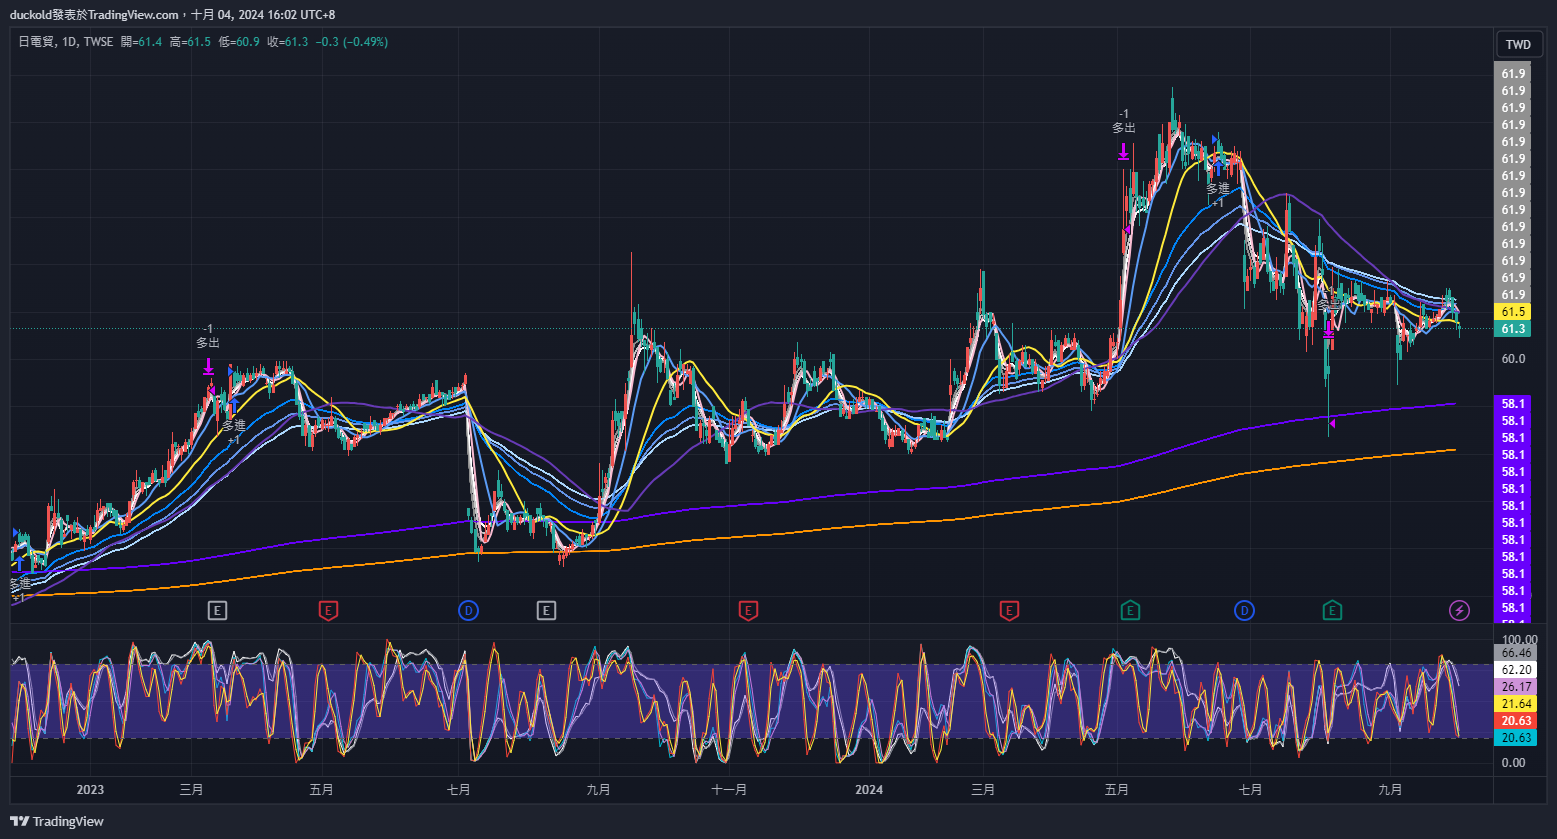 duckold發表於TradingView.com，十月 04, 2024 16:02 UTC+8
日電貿, 1D, TWSE 開=61.4 高=61.5 低=60.9 收=61.3 −0.3 (−0.49%)
TWD
61.9
61.9
61.9
61.9
61.9
61.9
61.9
61.9
61.9
61.9
61.9
61.9
61.9
61.9
61.5
61.3
60.0
58.1
58.1
58.1
58.1
58.1
58.1
58.1
58.1
58.1
58.1
58.1
58.1
58.1
-1
多出
-1
多出
多進
+1
多進
+1
多進
+1
E
E
D
E
E
E
E
D
E
100.00
66.46
62.20
26.17
21.64
20.63
20.63
0.00
2023
三月
五月
七月
九月
十一月
2024
三月
五月
七月
九月
TradingView